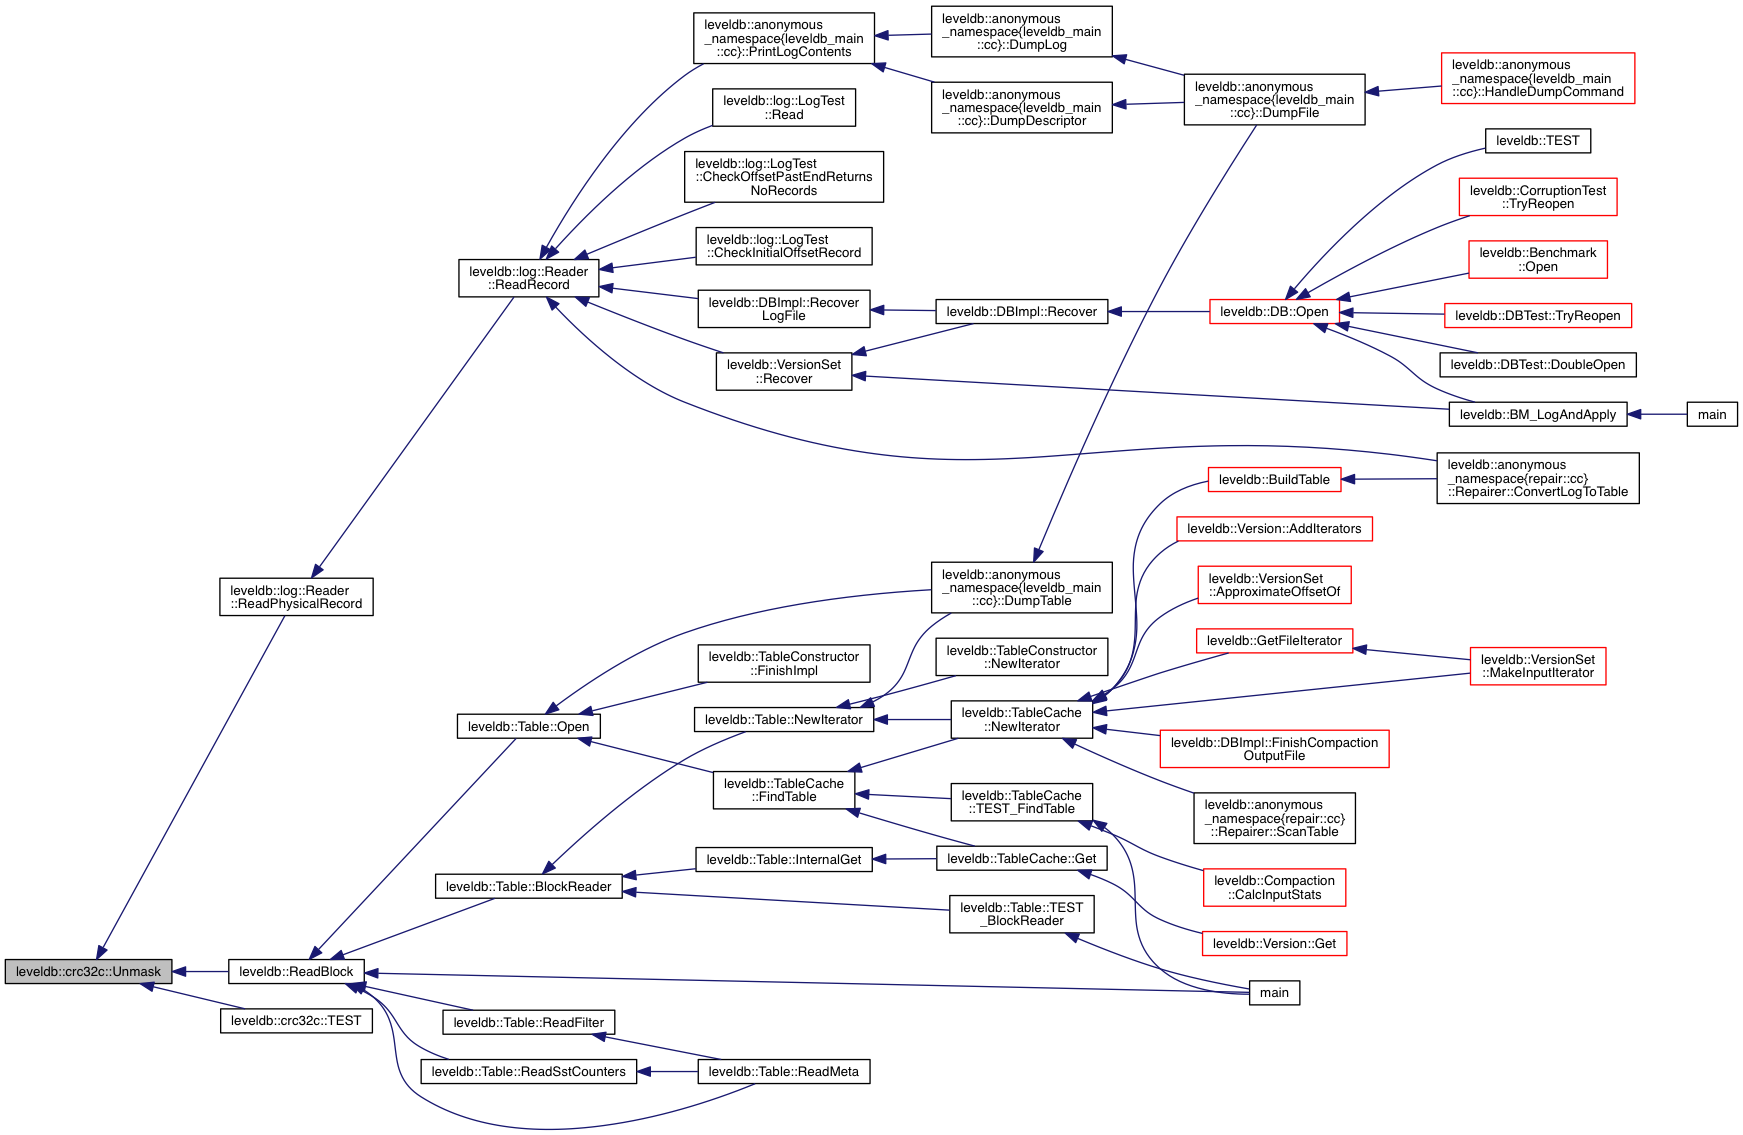 leveldb::anonymous
_namespace{leveldb_main
::cc}::PrintLogContents
leveldb::anonymous
_namespace{leveldb_main
::cc}::DumpLog
leveldb::anonymous
_namespace{leveldb_main
::cc}::DumpDescriptor
leveldb::anonymous
_namespace{leveldb_main
::cc}::DumpFile
leveldb::anonymous
_namespace{leveldb_main
::cc}::HandleDumpCommand
leveldb::log::LogTest
::Read
leveldb::TEST
leveldb::log::LogTest
::CheckOffsetPastEndReturns
NoRecords
leveldb::CorruptionTest
::TryReopen
leveldb::log::LogTest
::CheckInitialOffsetRecord
leveldb::Benchmark
::Open
leveldb::log::Reader
::ReadRecord
leveldb::DBImpl::Recover
LogFile
leveldb::DBImpl::Recover
leveldb::DB::Open
leveldb::DBTest::TryReopen
leveldb::VersionSet
::Recover
leveldb::DBTest::DoubleOpen
leveldb::BM_LogAndApply
main
leveldb::BuildTable
leveldb::anonymous
_namespace{repair::cc}
::Repairer::ConvertLogToTable
leveldb::Version::AddIterators
leveldb::log::Reader
::ReadPhysicalRecord
leveldb::anonymous
_namespace{leveldb_main
::cc}::DumpTable
leveldb::VersionSet
::ApproximateOffsetOf
leveldb::TableConstructor
::FinishImpl
leveldb::TableConstructor
::NewIterator
leveldb::GetFileIterator
leveldb::VersionSet
::MakeInputIterator
leveldb::Table::Open
leveldb::Table::NewIterator
leveldb::TableCache
::NewIterator
leveldb::DBImpl::FinishCompaction
OutputFile
leveldb::TableCache
::FindTable
leveldb::TableCache
::TEST_FindTable
leveldb::anonymous
_namespace{repair::cc}
::Repairer::ScanTable
leveldb::Table::BlockReader
leveldb::Table::InternalGet
leveldb::TableCache::Get
leveldb::Compaction
::CalcInputStats
leveldb::Table::TEST
_BlockReader
leveldb::Version::Get
leveldb::crc32c::Unmask
leveldb::ReadBlock
main
leveldb::crc32c::TEST
leveldb::Table::ReadFilter
leveldb::Table::ReadSstCounters
leveldb::Table::ReadMeta